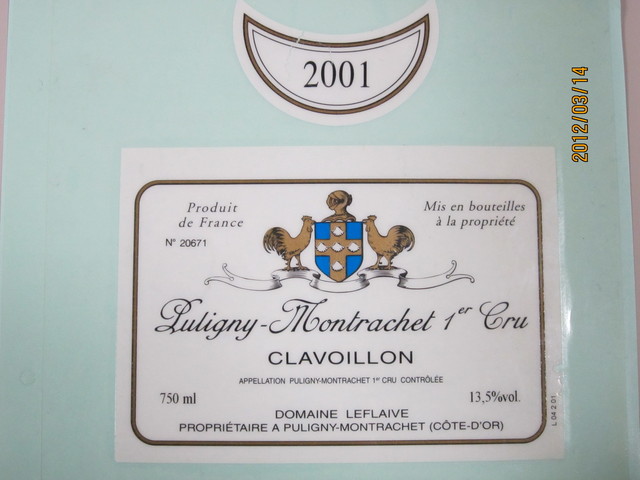 2001
2012/03/14
Produit
de France
Mis en bouteilles
à la propriété
N° 20671
Puligny-Montrachet 1er Cru
CLAVOILLON
APPELLATION PULIGNY-MONTRACHET 1er CRU CONTRÔLÉE
750 ml
13,5%vol.
DOMAINE LEFLAIVE
PROPRIÉTAIRE A PULIGNY-MONTRACHET (CÔTE-D'OR)
L 04 2 01